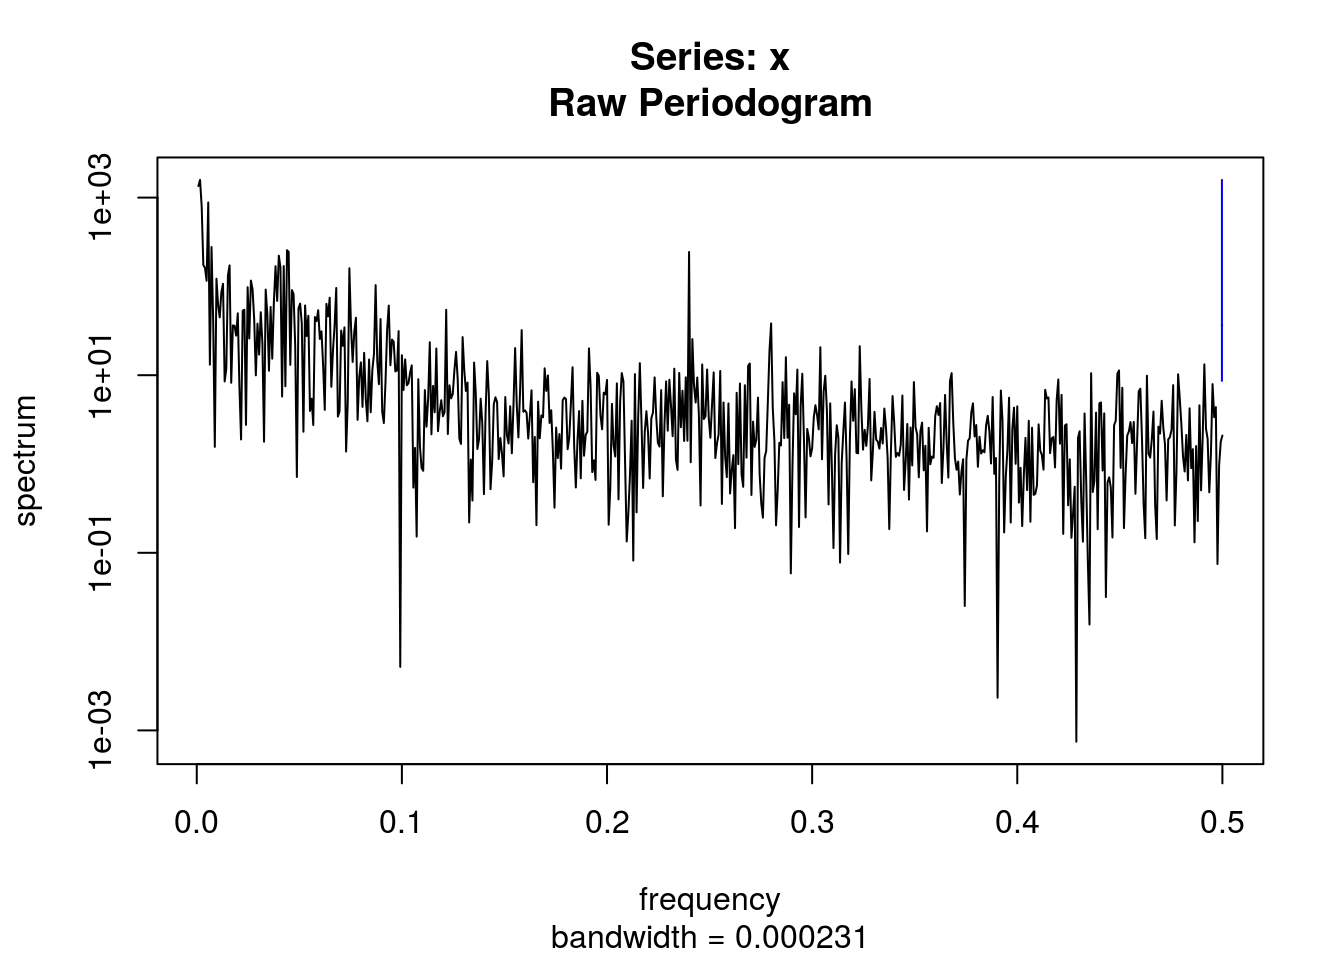 Series: x
Raw Periodogram
spectrum
1e+03
1e+01
1e-01
1e-03
0.0 0.1 0.2 0.3 0.4 0.5
frequency
bandwidth = 0.000231